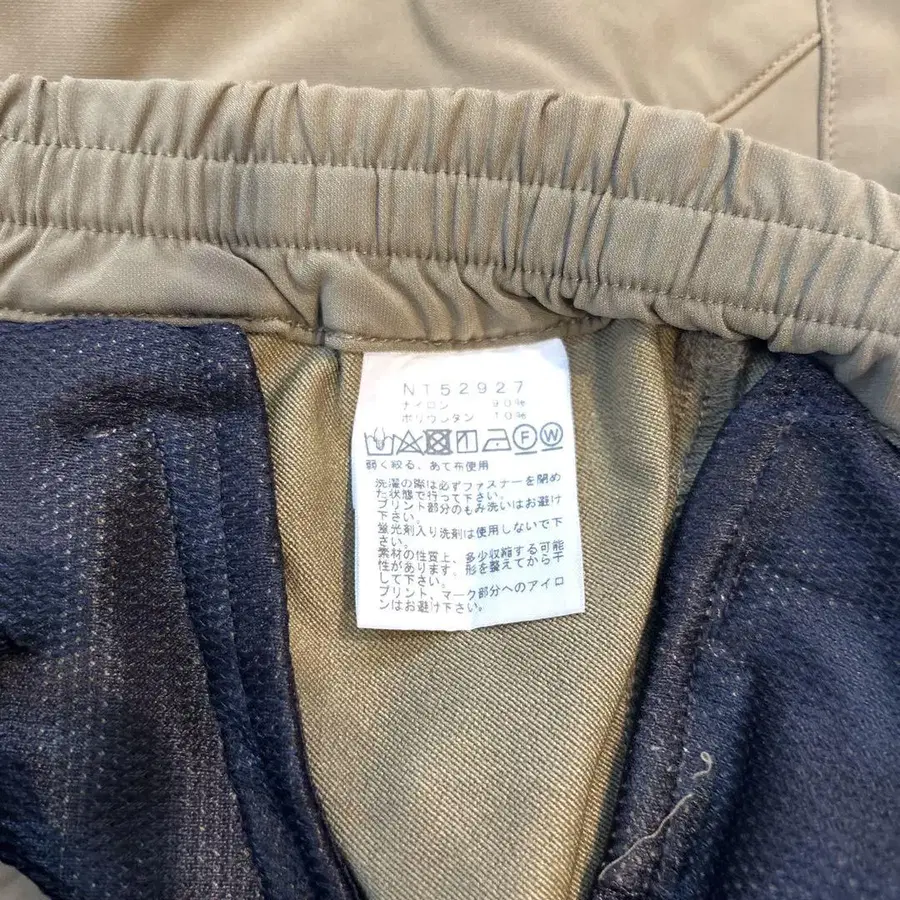 NT52927
ナイロン 90%
ポリウレタン 10%
F W
弱く絞る、あて布使用
洗濯の際は必ずファスナーを閉め
た状態で行って下さい。
プリント部分のもみ洗いはお避け
下さい。
蛍光剤入り洗剤は使用しないで下
さい。
素材の性質上、多少収縮する可能
性があります。形を整えてから干
して下さい。
プリント、マーク部分へのアイロ
ンはお避け下さい。